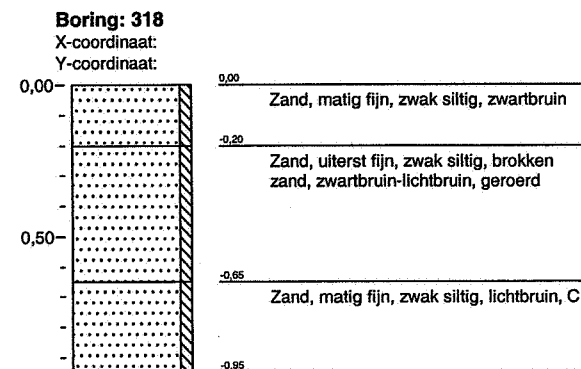 Boring: 318
X-coordinaat:
Y-coordinaat:
0,00
0,00
Zand, matig fijn, zwak siltig, zwartbruin
-0,20
Zand, uiterst fijn, zwak siltig, brokken
zand, zwartbruin-lichtbruin, geroerd
0,50
-0,65
Zand, matig fijn, zwak siltig, lichtbruin, C
-0,95